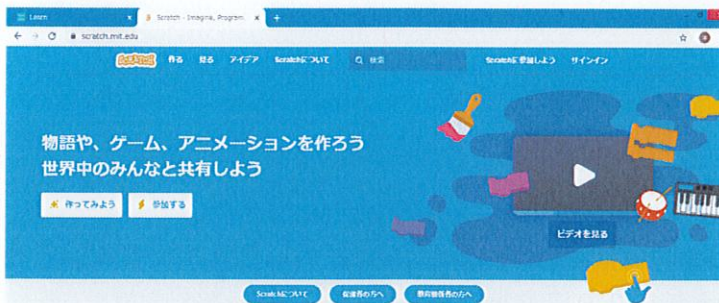 Learn
Scratch - Imagine, Program
scratch.mit.edu
SCRATCH 作る 見る アイデア Scratchについて 検索 Scratchに参加しよう サインイン
物語や、ゲーム、アニメーションを作ろう
世界中のみんなと共有しよう
作ってみよう 参加する
ビデオを見る
Scratchについて 保護者の方へ 教育関係者の方へ